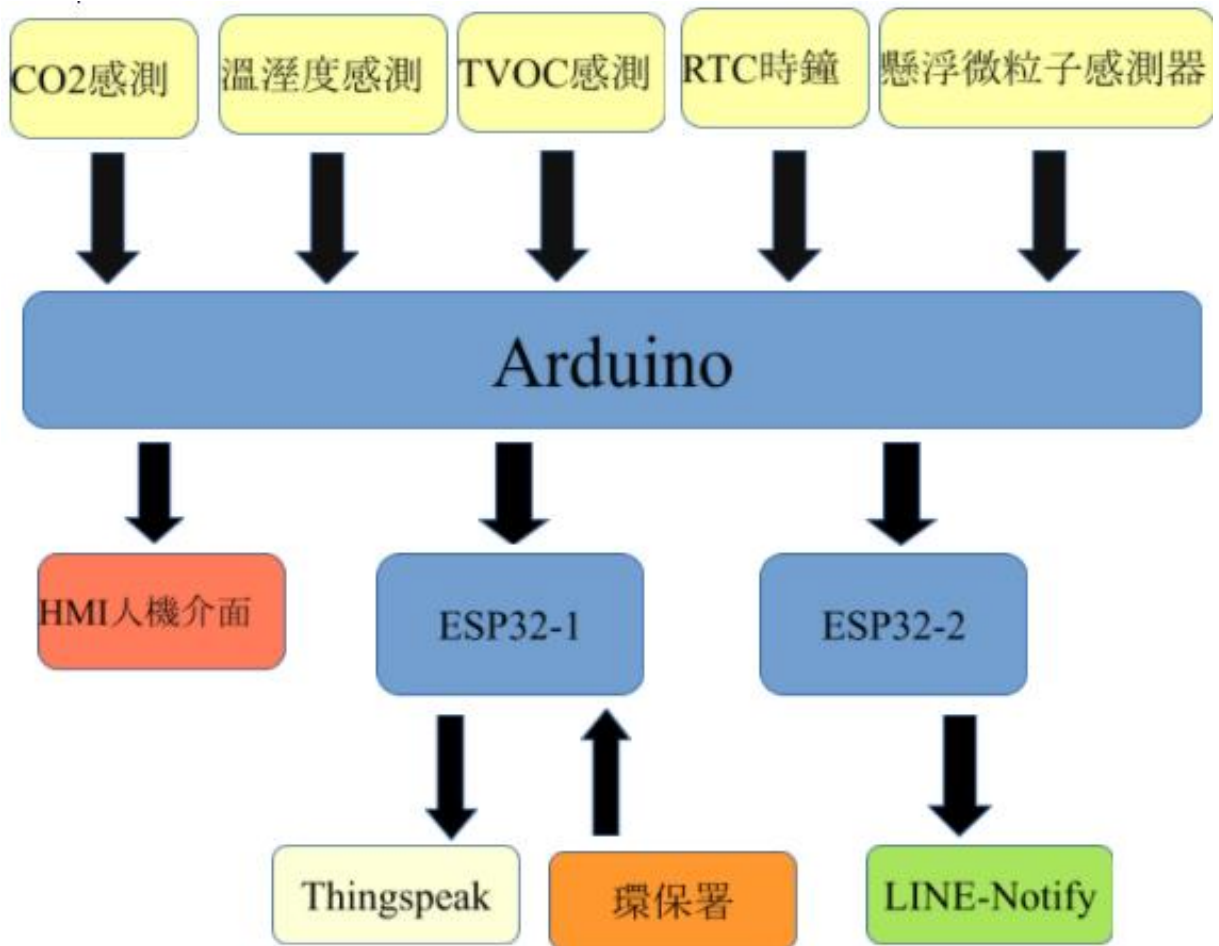 CO2感測
溫溼度感測
TVOC感測
RTC時鐘
懸浮微粒子感測器
Arduino
HMI人機介面
ESP32-1
ESP32-2
Thingspeak
環保署
LINE-Notify